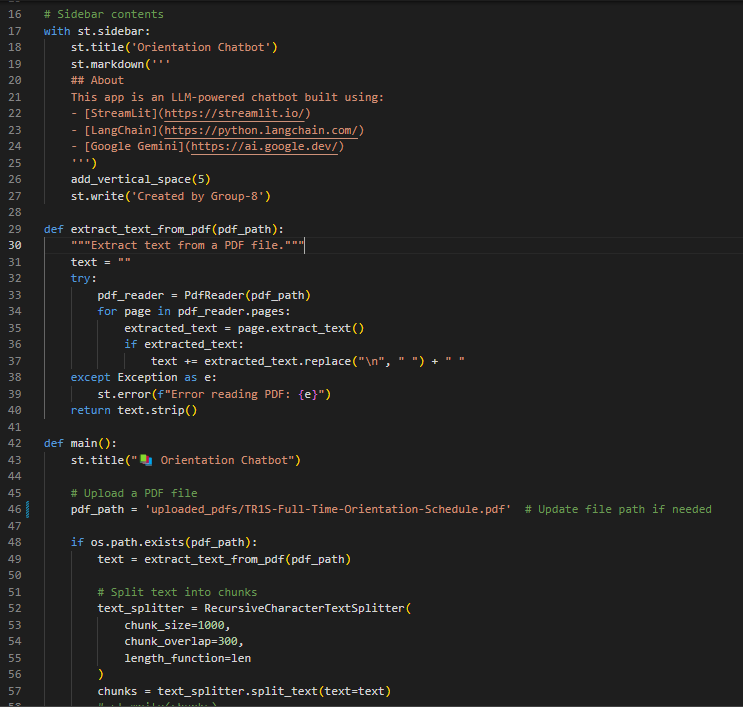 16 # Sidebar contents
17 with st.sidebar:
18     st.title('Orientation Chatbot')
19     st.markdown('''
20     ## About
21     This app is an LLM-powered chatbot built using:
22     - [StreamLit](https://streamlit.io/)
23     - [LangChain](https://python.langchain.com/)
24     - [Google Gemini](https://ai.google.dev/)
25     ''')
26     add_vertical_space(5)
27     st.write('Created by Group-8')
28
29 def extract_text_from_pdf(pdf_path):
30     """Extract text from a PDF file."""
31     text = ""
32     try:
33         pdf_reader = PdfReader(pdf_path)
34         for page in pdf_reader.pages:
35             extracted_text = page.extract_text()
36             if extracted_text:
37                 text += extracted_text.replace("\n", " ") + " "
38     except Exception as e:
39         st.error(f"Error reading PDF: {e}")
40     return text.strip()
41
42 def main():
43     st.title("📚 Orientation Chatbot")
44
45     # Upload a PDF file
46     pdf_path = 'uploaded_pdfs/TR1S-Full-Time-Orientation-Schedule.pdf'  # Update file path if needed
47
48     if os.path.exists(pdf_path):
49         text = extract_text_from_pdf(pdf_path)
50
51         # Split text into chunks
52         text_splitter = RecursiveCharacterTextSplitter(
53             chunk_size=1000,
54             chunk_overlap=300,
55             length_function=len
56         )
57         chunks = text_splitter.split_text(text=text)